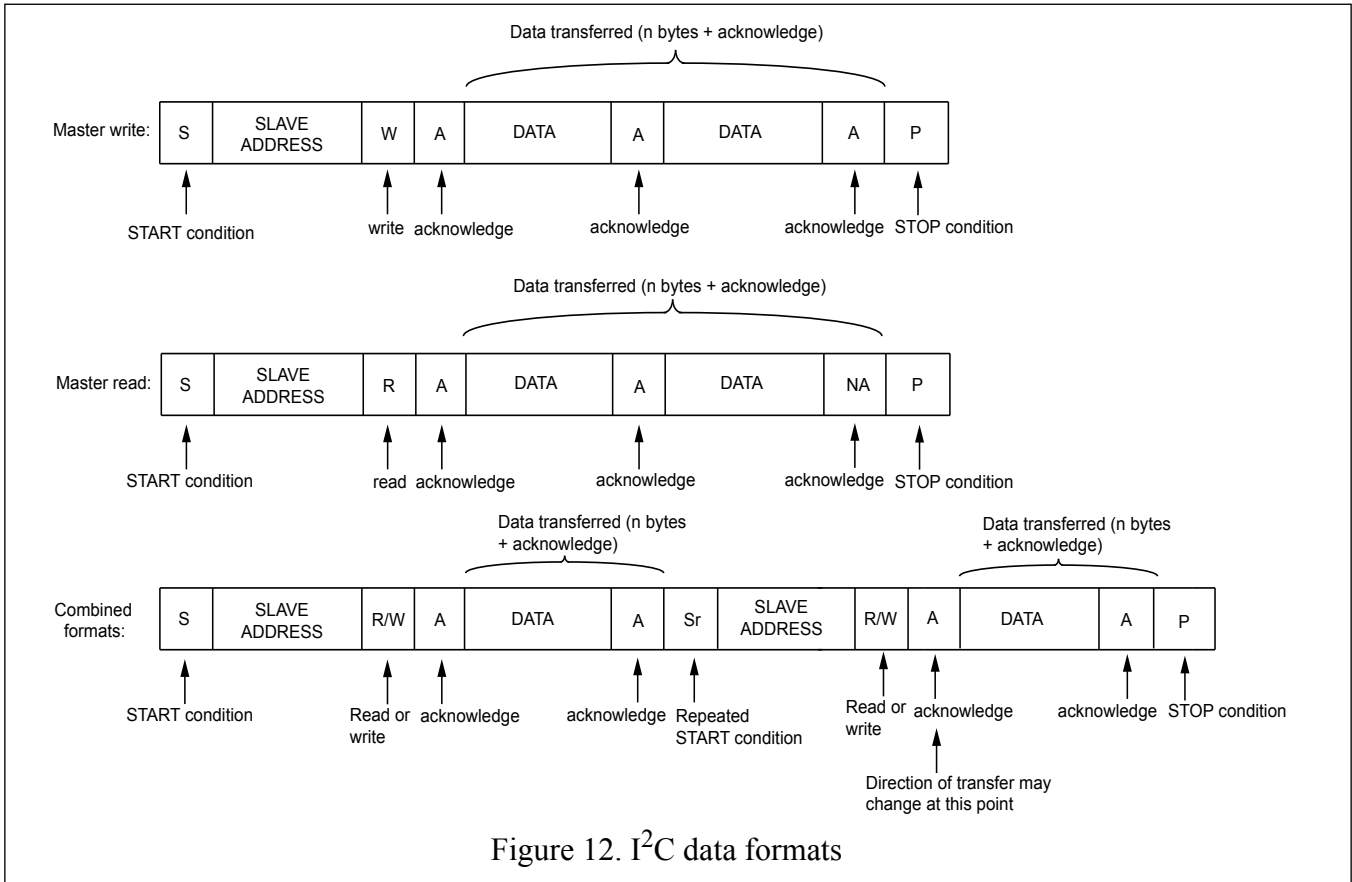 Data transferred (n bytes + acknowledge)
Master write: S SLAVE ADDRESS W A DATA A DATA A P
START condition write acknowledge acknowledge acknowledge STOP condition
Data transferred (n bytes + acknowledge)
Master read: S SLAVE ADDRESS R A DATA A DATA NA P
START condition read acknowledge acknowledge acknowledge STOP condition
Data transferred (n bytes
+ acknowledge)
Data transferred (n bytes
+ acknowledge)
Combined
formats:
S SLAVE ADDRESS R/W A DATA A Sr SLAVE ADDRESS R/W A DATA A P
START condition
Read or
write
acknowledge
acknowledge
Repeated
START condition
Read or
write
acknowledge
acknowledge
STOP condition
Direction of transfer may
change at this point
Figure 12. I²C data formats